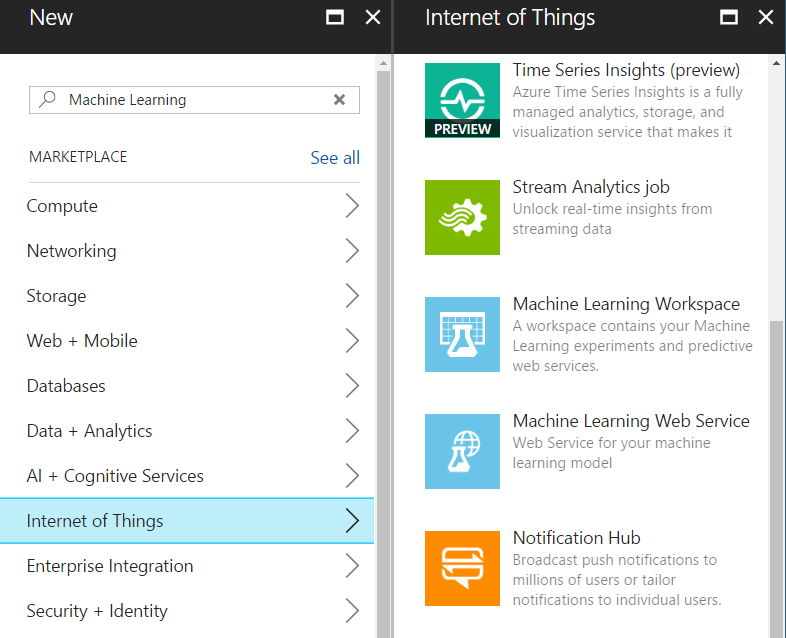 New
Machine Learning
MARKETPLACE
See all
Compute
Networking
Storage
Web + Mobile
Databases
Data + Analytics
AI + Cognitive Services
Internet of Things
Enterprise Integration
Security + Identity
Internet of Things
PREVIEW
Time Series Insights (preview)
Azure Time Series Insights is a fully
managed analytics, storage, and
visualization service that makes it
Stream Analytics job
Unlock real-time insights from
streaming data
Machine Learning Workspace
A workspace contains your Machine
Learning experiments and predictive
web services.
Machine Learning Web Service
Web Service for your machine
learning model
Notification Hub
Broadcast push notifications to
millions of users or tailor
notifications to individual users.